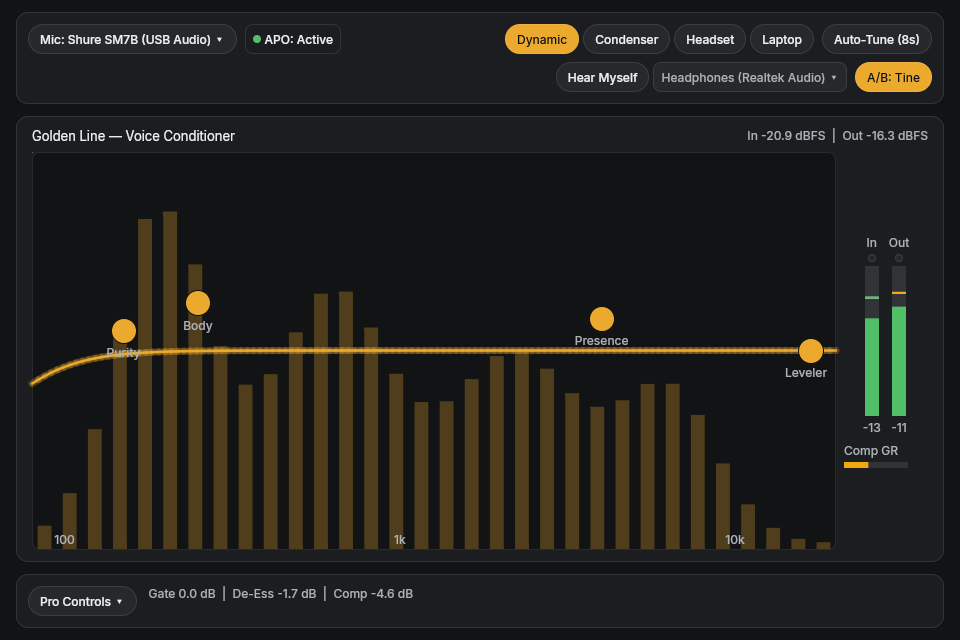 Mic: Shure SM7B (USB Audio) ▾
APO: Active
Dynamic
Condenser
Headset
Laptop
Auto-Tune (8s)
Hear Myself
Headphones (Realtek Audio) ▾
A/B: Tine
Golden Line — Voice Conditioner
In -20.9 dBFS | Out -16.3 dBFS
In Out
Body
Purity
Presence
Leveler
-13 -11
Comp GR
100 1k 10k
Pro Controls ▾
Gate 0.0 dB | De-Ess -1.7 dB | Comp -4.6 dB